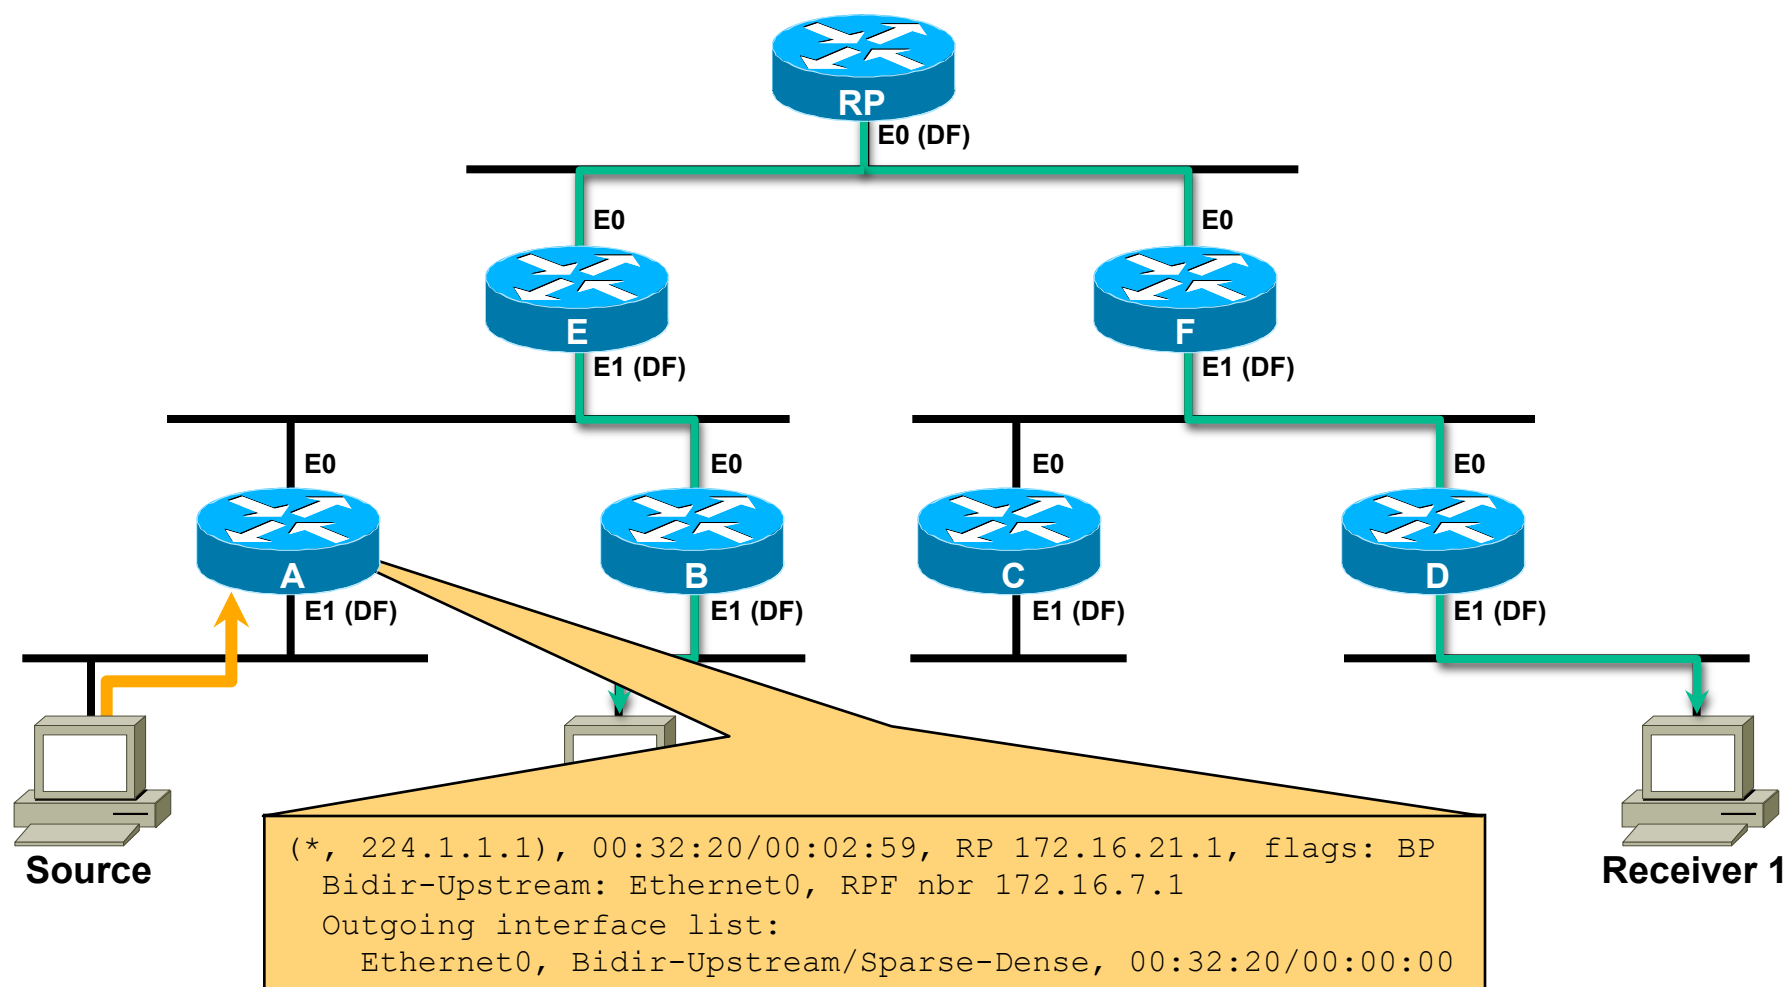 RP
E0 (DF)
E0
E0
E
F
E1 (DF)
E1 (DF)
E0
E0
E0
E0
A
B
C
D
E1 (DF)
E1 (DF)
E1 (DF)
E1 (DF)
Source
Receiver 1
(*, 224.1.1.1), 00:32:20/00:02:59, RP 172.16.21.1, flags: BP
Bidir-Upstream: Ethernet0, RPF nbr 172.16.7.1
Outgoing interface list:
Ethernet0, Bidir-Upstream/Sparse-Dense, 00:32:20/00:00:00